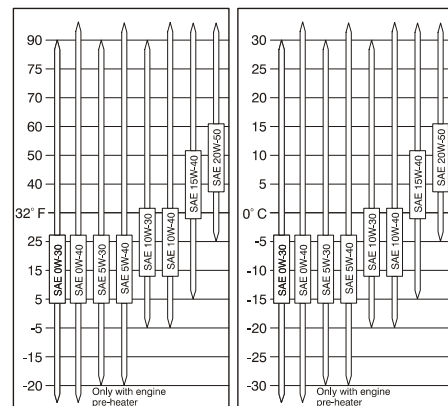 90
80
70
60
50
40
32° F
25
15
5
-5
-15
-20
SAE 0W-30
SAE 0W-40
SAE 5W-30
SAE 5W-40
SAE 10W-30
SAE 10W-40
SAE 15W-40
SAE 20W-50
Only with engine
pre-heater
30
25
20
15
10
5
0° C
-5
-10
-15
-20
-25
-30
SAE 0W-30
SAE 0W-40
SAE 5W-30
SAE 5W-40
SAE 10W-30
SAE 10W-40
SAE 15W-40
SAE 20W-50
Only with engine
pre-heater